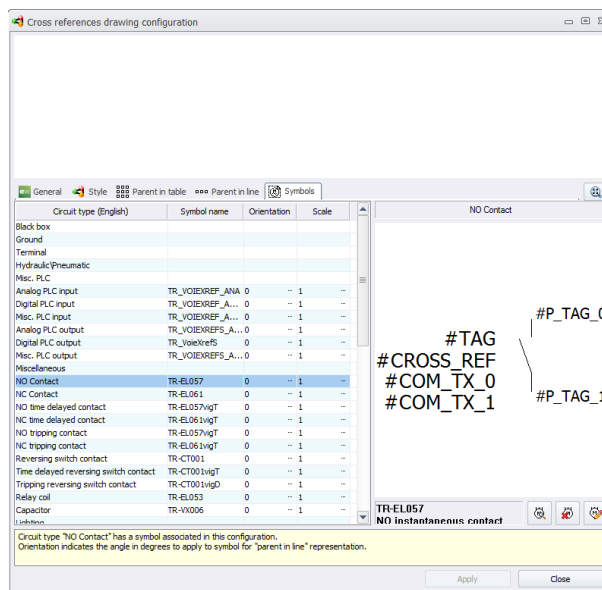 Cross references drawing configuration
General Style Parent in table Parent in line Symbols
Circuit type (English) Symbol name Orientation Scale
Black box
Ground
Terminal
Hydraulic\Pneumatic
Misc. PLC
Analog PLC input TR_VOIEXREF_ANA 0 ... 1 ...
Digital PLC input TR_VOIEXREF_A... 0 ... 1 ...
Misc. PLC input TR_VOIEXREF_A... 0 ... 1 ...
Analog PLC output TR_VOIEXREFS_A... 0 ... 1 ...
Digital PLC output TR_VoieXrefS 0 ... 1 ...
Misc. PLC output TR_VOIEXREFS_A... 0 ... 1 ...
Miscellaneous
NO Contact TR-EL057 0 ... 1 ...
NC Contact TR-EL061 0 ... 1 ...
NO time delayed contact TR-EL057vigT 0 ... 1 ...
NC time delayed contact TR-EL061vigT 0 ... 1 ...
NO tripping contact TR-EL057vigT 0 ... 1 ...
NC tripping contact TR-EL061vigT 0 ... 1 ...
Reversing switch contact TR-CT001 0 ... 1 ...
Time delayed reversing switch contact TR-CT001vigT 0 ... 1 ...
Tripping reversing switch contact TR-CT001vigD 0 ... 1 ...
Relay coil TR-EL053 0 ... 1 ...
Capacitor TR-VX006 0 ... 1 ...
Lighting
NO Contact
#P_TAG_0
#TAG
#CROSS_REF
#COM_TX_0
#COM_TX_1
#P_TAG_1
TR-EL057
NO instantaneous contact
Circuit type "NO Contact" has a symbol associated in this configuration.
Orientation indicates the angle in degrees to apply to symbol for "parent in line" representation.
Apply Close